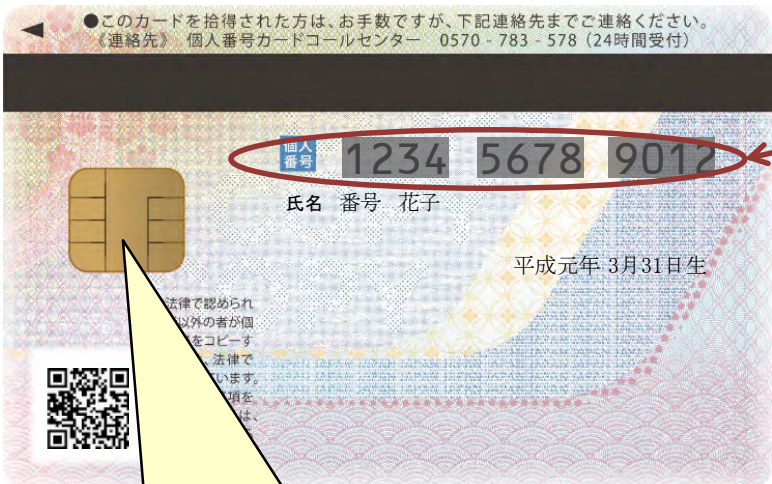 ●このカードを拾得された方は、お手数ですが、下記連絡先までご連絡ください。
《連絡先》 個人番号カードコールセンター 0570 - 783 - 578（24時間受付）
個人番号 1234 5678 9012
氏名 番号 花子
平成元年 3月31日生
法律で認められ
以外の者が個
をコピーす
法律で
います。
項を
は、